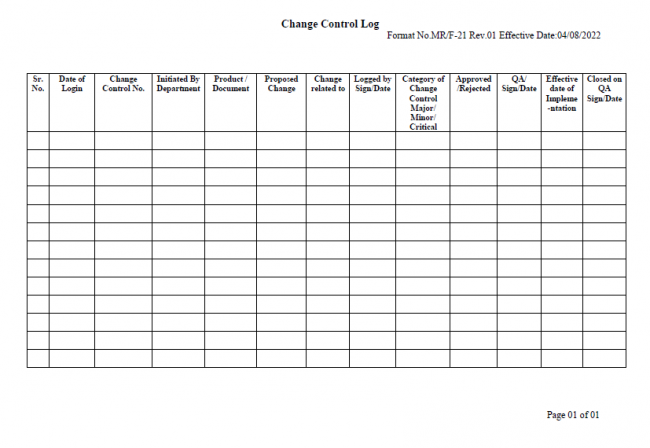 Change Control Log
Format No.MR/F-21 Rev.01 Effective Date:04/08/2022
Sr.
No.
Date of
Login
Change
Control No.
Initiated By
Department
Product /
Document
Proposed
Change
Change
related to
Logged by
Sign/Date
Category of
Change
Control
Major/
Minor/
Critical
Approved
/Rejected
QA/
Sign/Date
Effective
date of
Impleme
-ntation
Closed on
QA
Sign/Date
Page 01 of 01